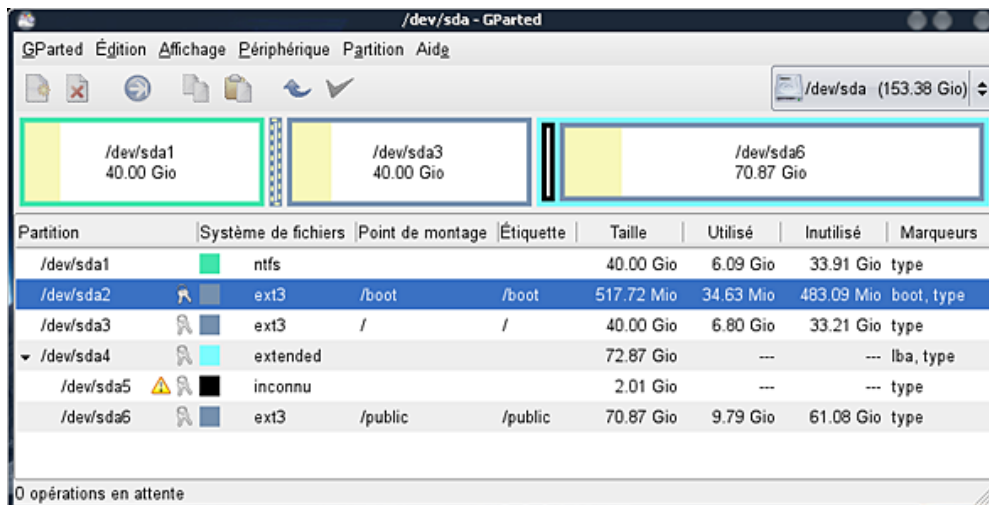 /dev/sda - GParted
GParted Édition Affichage Périphérique Partition Aide
/dev/sda (153.38 Gio)
/dev/sda1
40.00 Gio
/dev/sda3
40.00 Gio
/dev/sda6
70.87 Gio
Partition Système de fichiers Point de montage Étiquette Taille Utilisé Inutilisé Marqueurs
/dev/sda1 ntfs 40.00 Gio 6.09 Gio 33.91 Gio type
/dev/sda2 ext3 /boot /boot 517.72 Mio 34.63 Mio 483.09 Mio boot, type
/dev/sda3 ext3 / / 40.00 Gio 6.80 Gio 33.21 Gio type
/dev/sda4 extended 72.87 Gio --- --- lba, type
/dev/sda5 inconnu 2.01 Gio --- --- type
/dev/sda6 ext3 /public /public 70.87 Gio 9.79 Gio 61.08 Gio type
0 opérations en attente